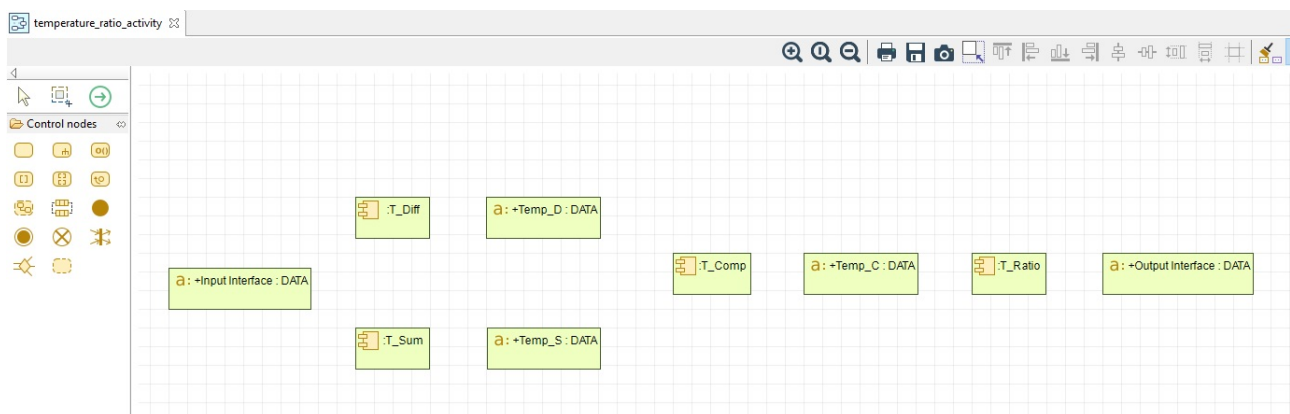 temperature_ratio_activity
Control nodes
:T_Diff
a: +Temp_D : DATA
:T_Comp
a: +Temp_C : DATA
:T_Ratio
a: +Output Interface : DATA
a: +Input Interface : DATA
:T_Sum
a: +Temp_S : DATA